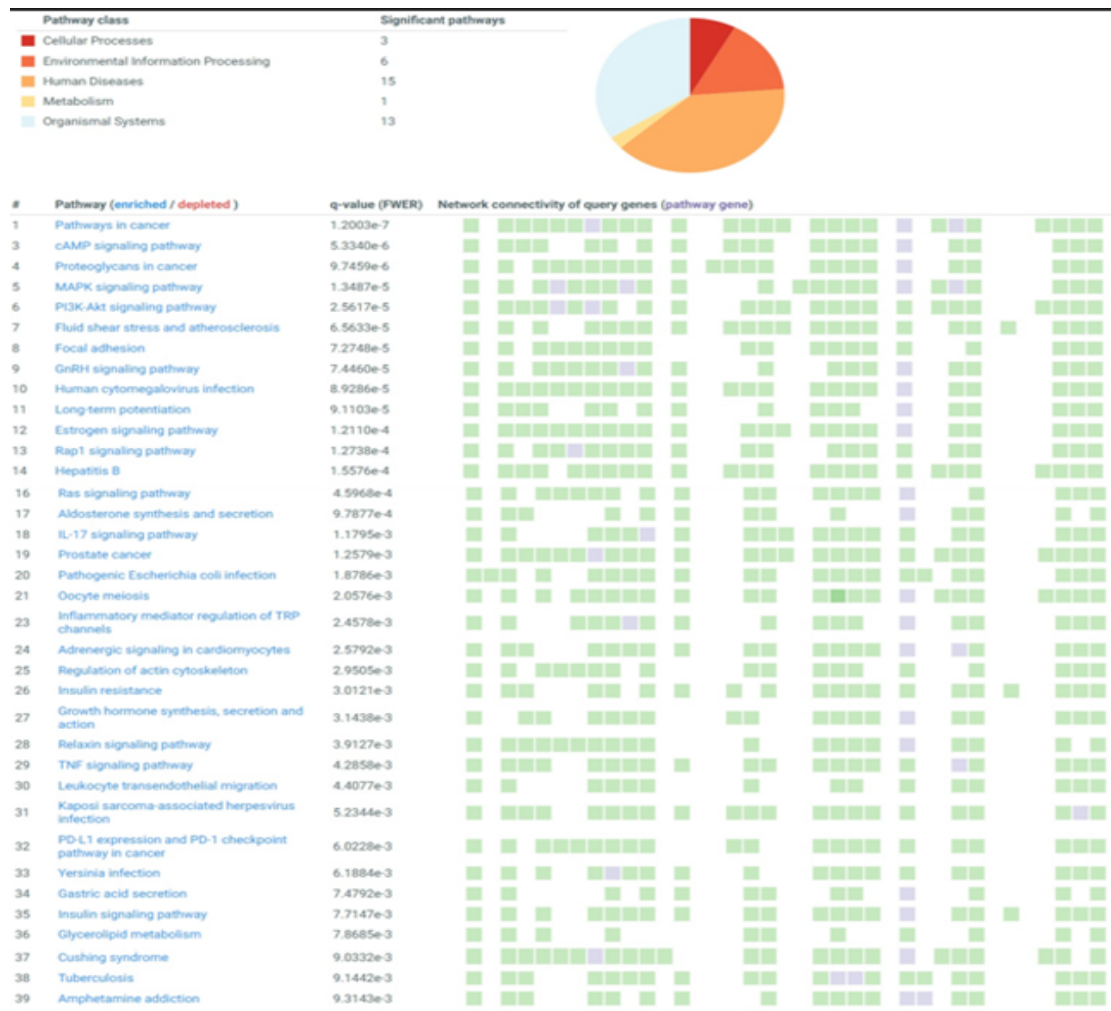 Pathway class Significant pathways
Cellular Processes 3
Environmental Information Processing 6
Human Diseases 15
Metabolism 1
Organismal Systems 13
# Pathway (enriched / depleted ) q-value (FWER) Network connectivity of query genes (pathway gene)
1 Pathways in cancer 1.2003e-7
3 cAMP signaling pathway 5.3340e-6
4 Proteoglycans in cancer 9.7459e-6
5 MAPK signaling pathway 1.3487e-5
6 PI3K-Akt signaling pathway 2.5617e-5
7 Fluid shear stress and atherosclerosis 6.5633e-5
8 Focal adhesion 7.2748e-5
9 GnRH signaling pathway 7.4460e-5
10 Human cytomegalovirus infection 8.9286e-5
11 Long-term potentiation 9.1103e-5
12 Estrogen signaling pathway 1.2110e-4
13 Rap1 signaling pathway 1.2738e-4
14 Hepatitis B 1.5576e-4
16 Ras signaling pathway 4.5968e-4
17 Aldosterone synthesis and secretion 9.7877e-4
18 IL-17 signaling pathway 1.1795e-3
19 Prostate cancer 1.2579e-3
20 Pathogenic Escherichia coli infection 1.8786e-3
21 Oocyte meiosis 2.0576e-3
23 Inflammatory mediator regulation of TRP
channels 2.4578e-3
24 Adrenergic signaling in cardiomyocytes 2.5792e-3
25 Regulation of actin cytoskeleton 2.9505e-3
26 Insulin resistance 3.0121e-3
27 Growth hormone synthesis, secretion and
action 3.1438e-3
28 Relaxin signaling pathway 3.9127e-3
29 TNF signaling pathway 4.2858e-3
30 Leukocyte transendothelial migration 4.4077e-3
31 Kaposi sarcoma-associated herpesvirus
infection 5.2344e-3
32 PD-L1 expression and PD-1 checkpoint
pathway in cancer 6.0228e-3
33 Yersinia infection 6.1884e-3
34 Gastric acid secretion 7.4792e-3
35 Insulin signaling pathway 7.7147e-3
36 Glycerolipid metabolism 7.8685e-3
37 Cushing syndrome 9.0332e-3
38 Tuberculosis 9.1442e-3
39 Amphetamine addiction 9.3143e-3